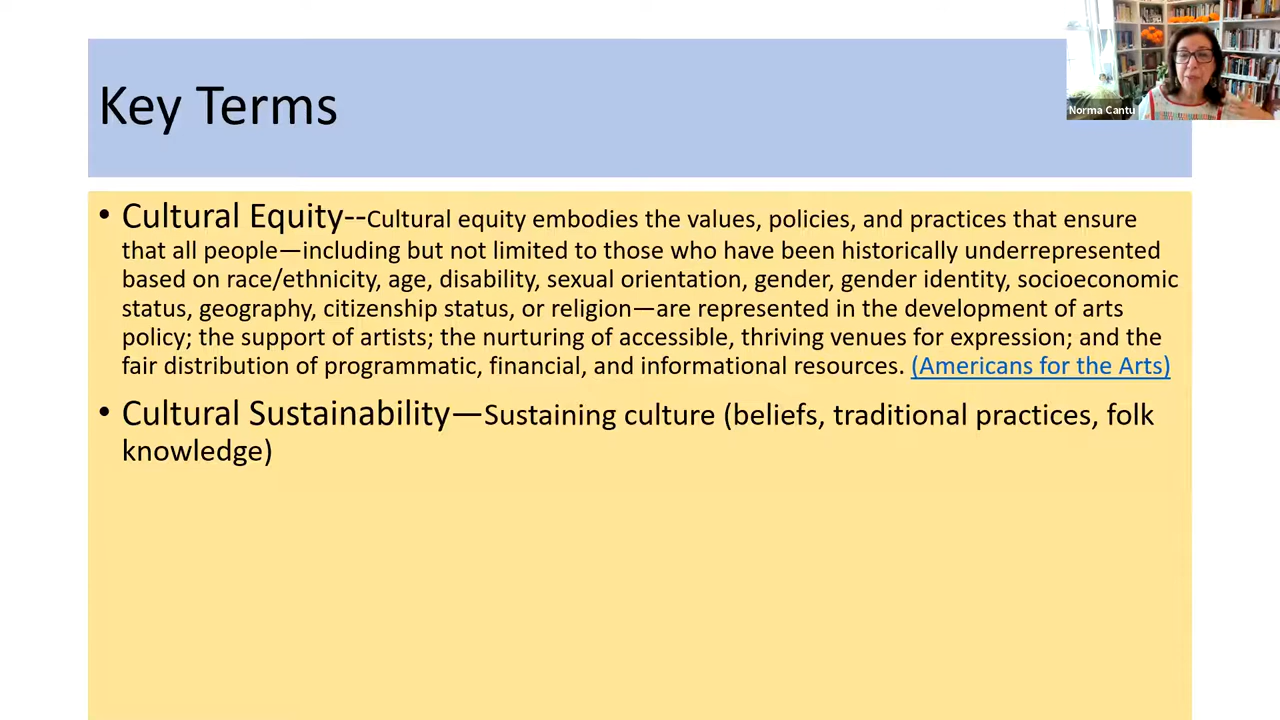 Key Terms
Norma Cantu
• Cultural Equity--Cultural equity embodies the values, policies, and practices that ensure
that all people—including but not limited to those who have been historically underrepresented
based on race/ethnicity, age, disability, sexual orientation, gender, gender identity, socioeconomic
status, geography, citizenship status, or religion—are represented in the development of arts
policy; the support of artists; the nurturing of accessible, thriving venues for expression; and the
fair distribution of programmatic, financial, and informational resources. (Americans for the Arts)
• Cultural Sustainability—Sustaining culture (beliefs, traditional practices, folk
knowledge)